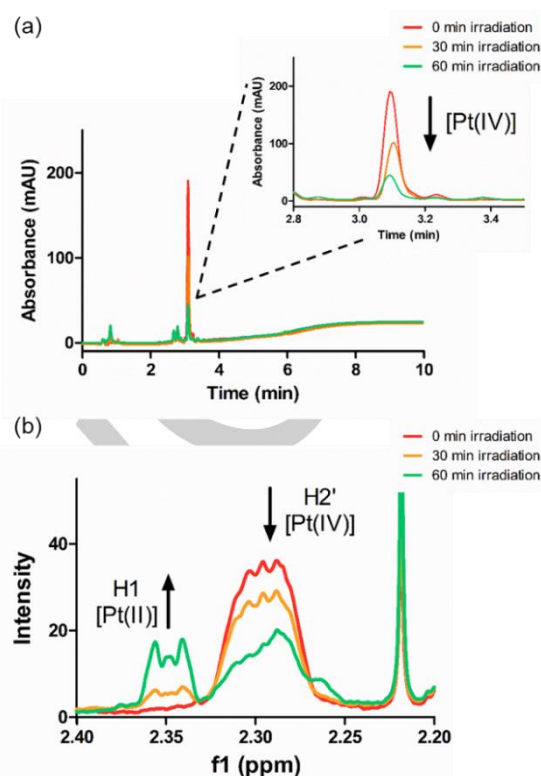 (a)
0 min irradiation
30 min irradiation
60 min irradiation
Absorbance (mAU)
200
100
0
[Pt(IV)]
2.8 3.0 3.2 3.4
Time (min)
Absorbance (mAU)
200
100
0
0 2 4 6 8 10
Time (min)
(b)
0 min irradiation
30 min irradiation
60 min irradiation
H2'
[Pt(IV)]
H1
[Pt(II)]
Intensity
40
20
0
2.40 2.35 2.30 2.25 2.20
f1 (ppm)